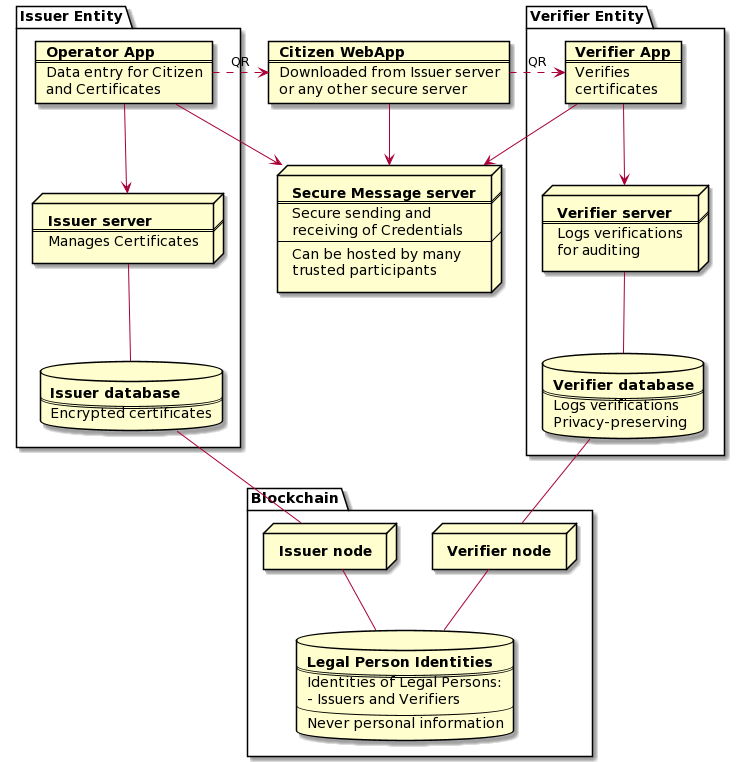 Issuer Entity
Operator App
Data entry for Citizen
and Certificates
QR
Citizen WebApp
Downloaded from Issuer server
or any other secure server
QR
Verifier Entity
Verifier App
Verifies
certificates
Issuer server
Manages Certificates
Secure Message server
Secure sending and
receiving of Credentials
Can be hosted by many
trusted participants
Verifier server
Logs verifications
for auditing
Issuer database
Encrypted certificates
Verifier database
Logs verifications
Privacy-preserving
Blockchain
Issuer node
Verifier node
Legal Person Identities
Identities of Legal Persons:
- Issuers and Verifiers
Never personal information